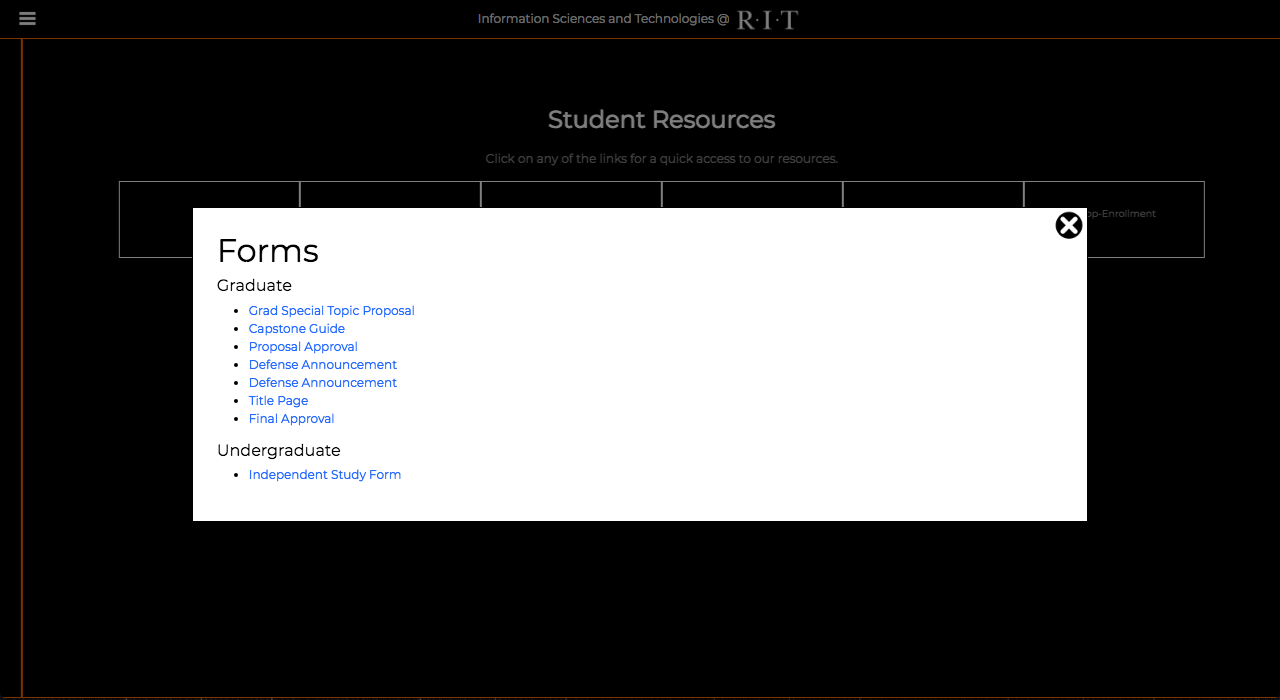 Information Sciences and Technologies @ R·I·T
Student Resources
Click on any of the links for a quick access to our resources.
op-Enrollment
Forms
Graduate
Grad Special Topic Proposal
Capstone Guide
Proposal Approval
Defense Announcement
Defense Announcement
Title Page
Final Approval
Undergraduate
Independent Study Form